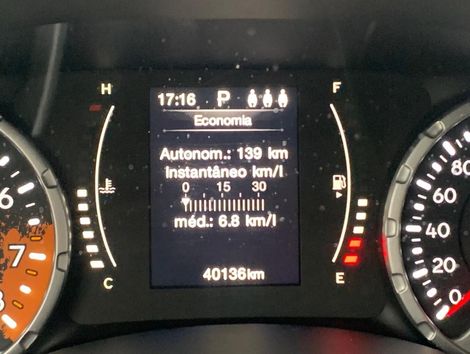 H
F
17:16 P
Economia
Autonom.: 139 km
Instantâneo km/l
0 15 30
méd.: 6.8 km/l
40136km
C
E
6
7
8
80
60
40
20
0